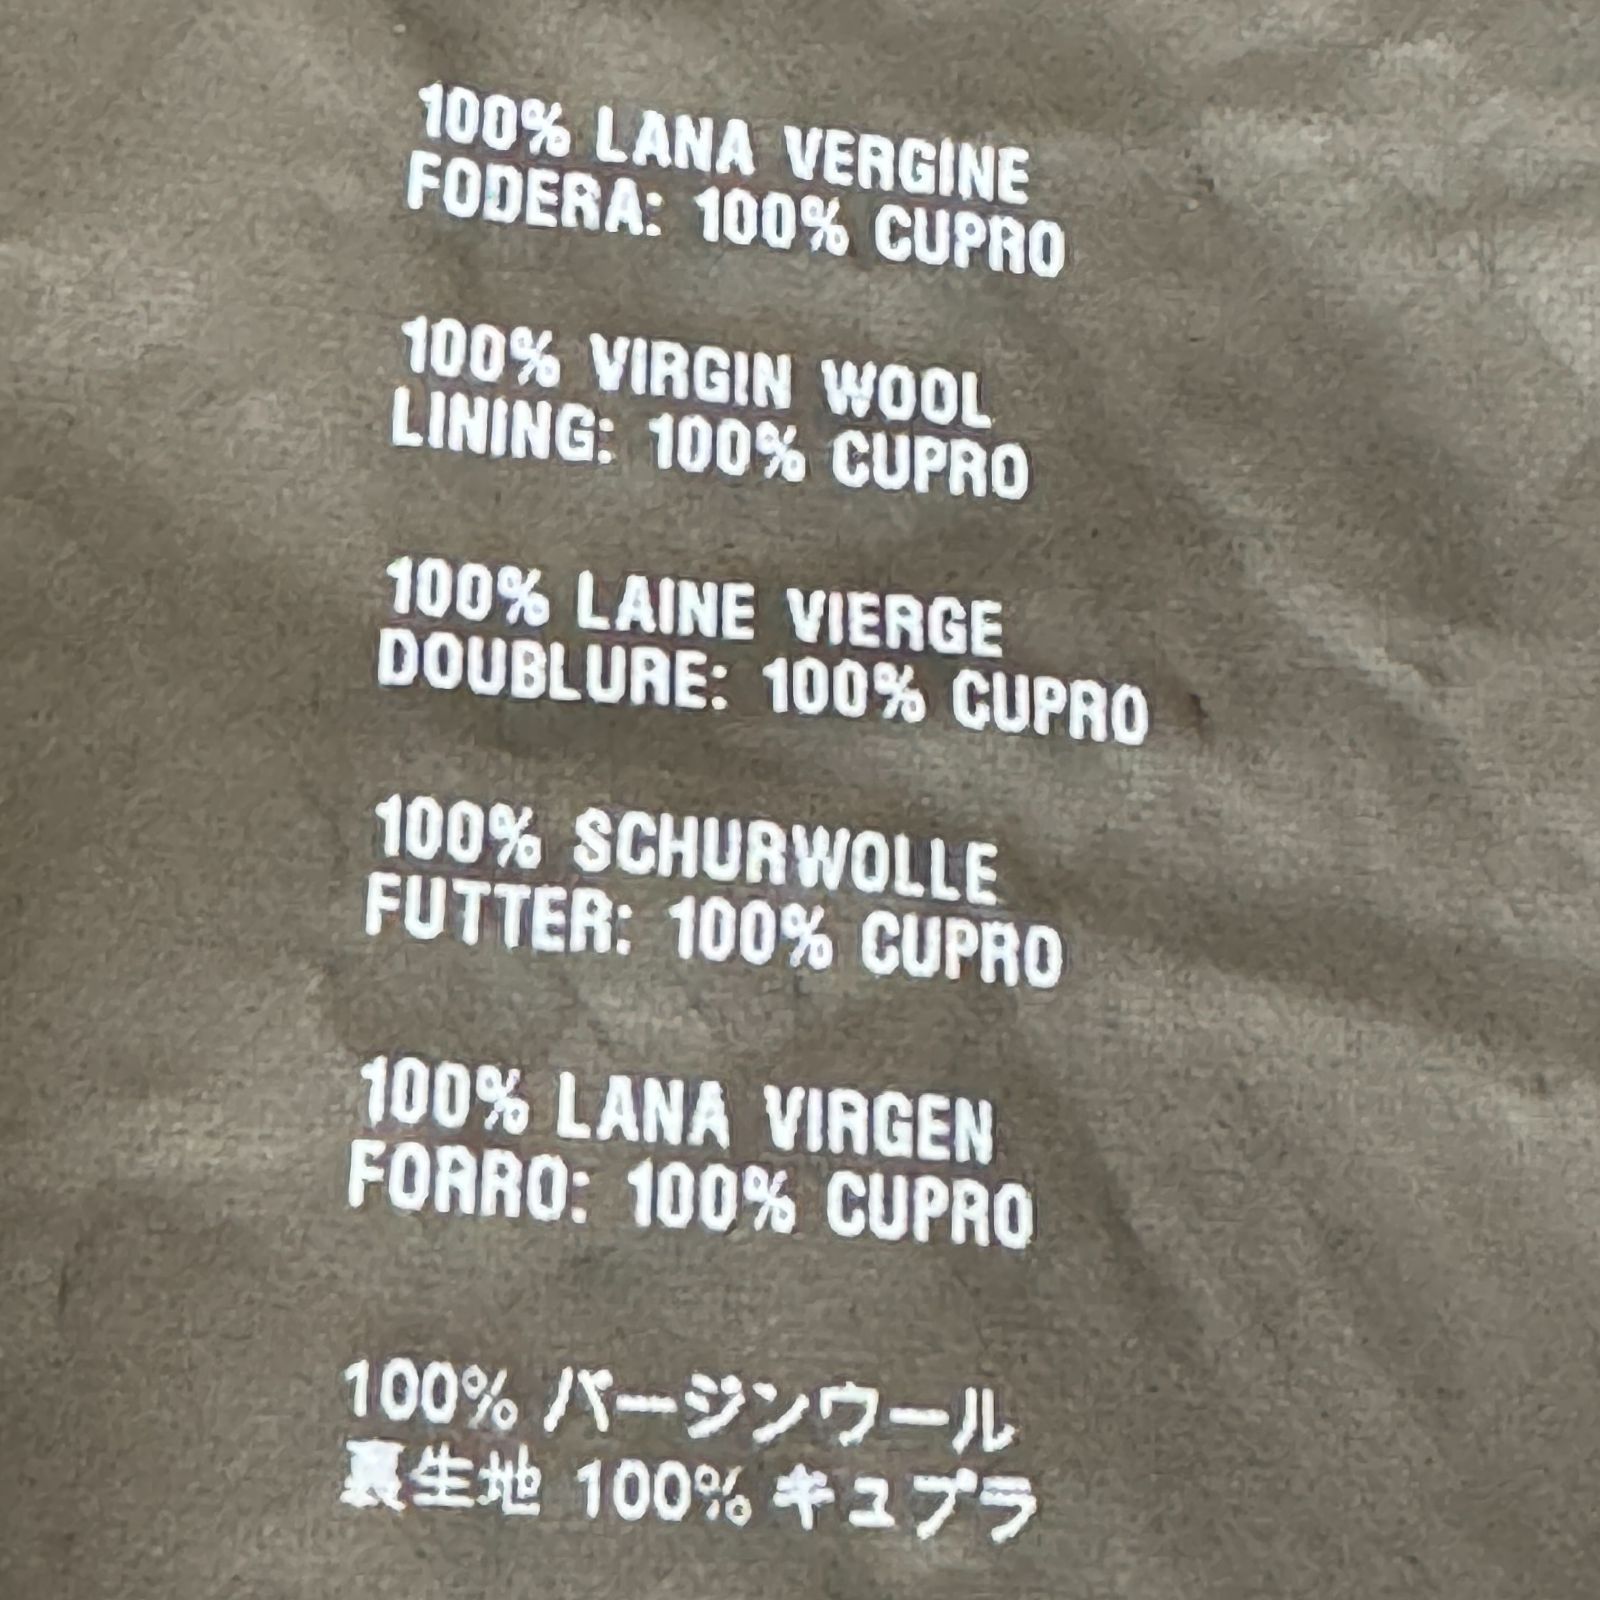 100% LANA VERGINE
FODERA: 100% CUPRO
100% VIRGIN WOOL
LINING: 100% CUPRO
100% LAINE VIERGE
DOUBLURE: 100% CUPRO
100% SCHURWOLLE
FUTTER: 100% CUPRO
100% LANA VIRGEN
FORRO: 100% CUPRO
100% バージンウール
裏生地 100% キュプラ